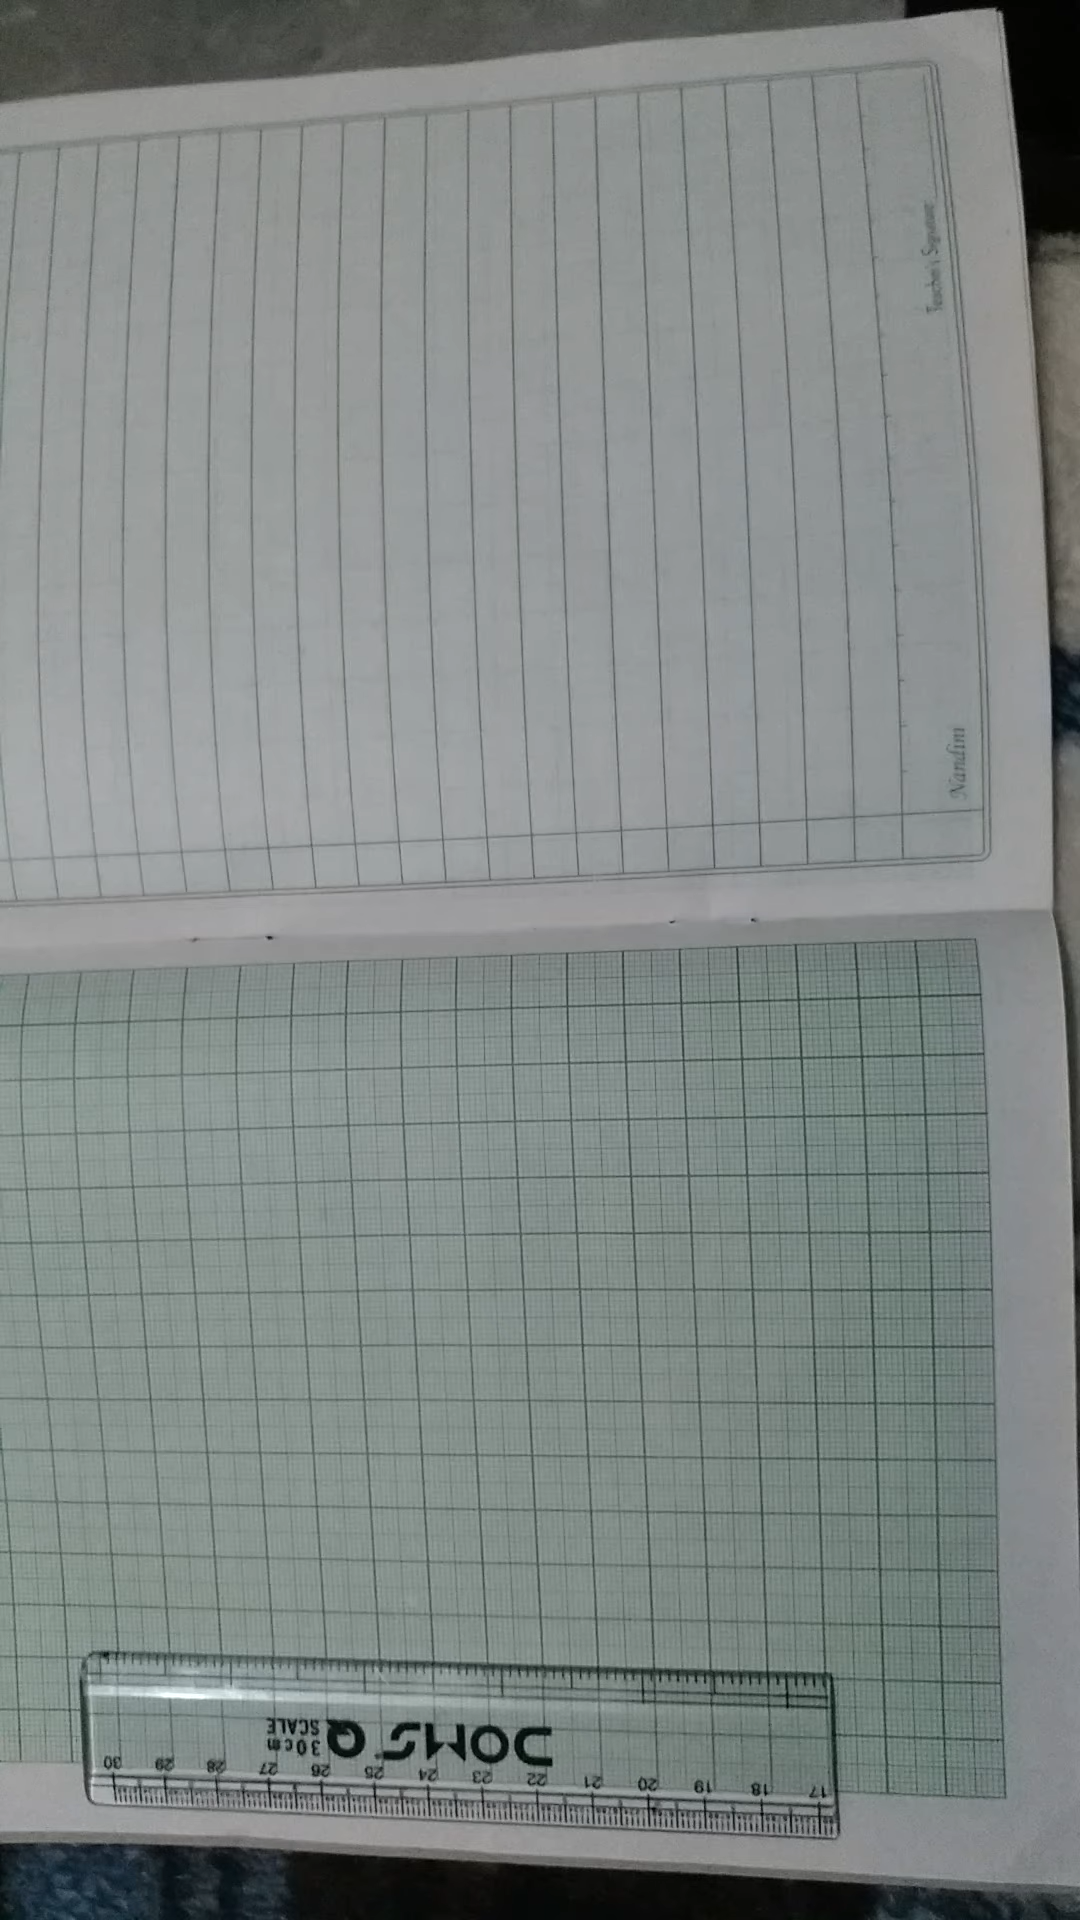 Teacher's Signature
Nandini
DOMS Q
30cm
SCALE
30 29 28 27 26 25 24 23 22 21 20 19 18 17